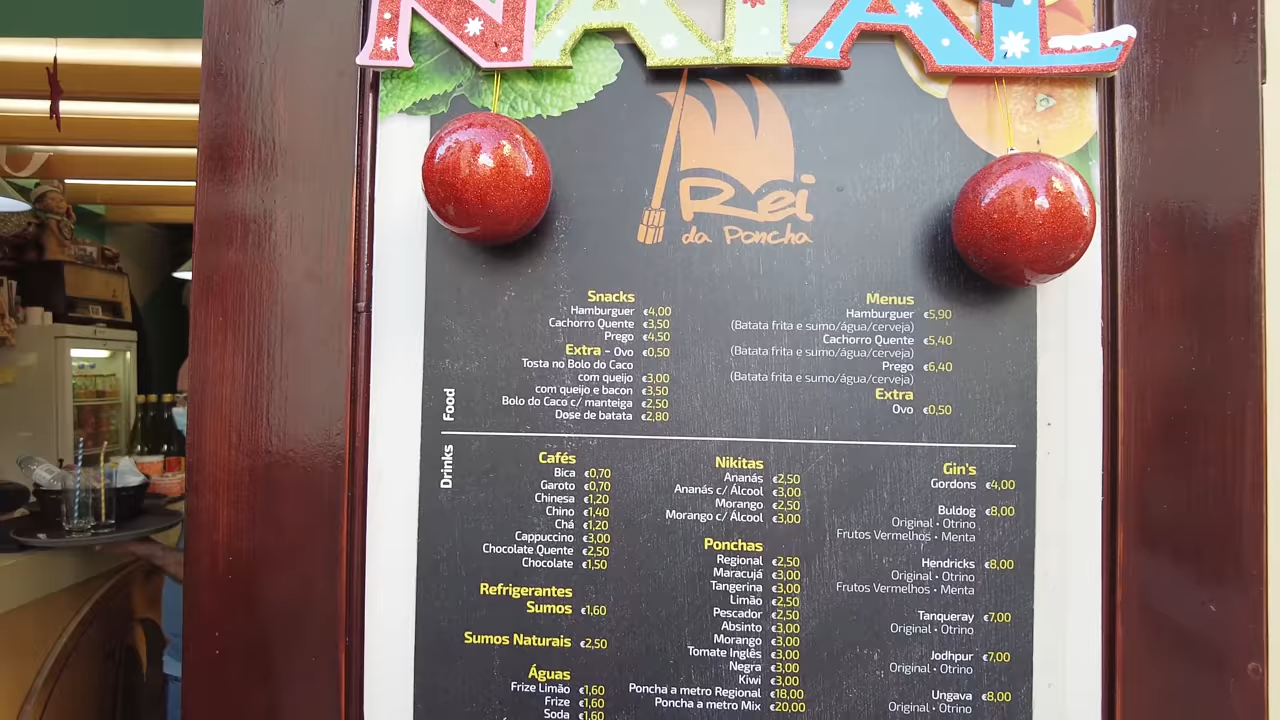 NATAL
Rei
da Poncha
Food
Snacks
Hamburguer €4,00
Cachorro Quente €3,50
Prego €4,50
Extra - Ovo €0,50
Tosta no Bolo do Caco
com queijo €3,00
com queijo e bacon €3,50
Bolo do Caco c/ manteiga €2,50
Dose de batata €2,80
Menus
Hamburguer €5,90
(Batata frita e sumo/água/cerveja)
Cachorro Quente €5,40
(Batata frita e sumo/água/cerveja)
Prego €6,40
(Batata frita e sumo/água/cerveja)
Extra
Ovo €0,50
Drinks
Cafés
Bica €0,70
Garoto €0,70
Chinesa €1,20
Chino €1,40
Chá €1,20
Cappuccino €3,00
Chocolate Quente €2,50
Chocolate €1,50
Refrigerantes
Sumos €1,60
Sumos Naturais €2,50
Águas
Frize Limão €1,60
Frize €1,60
Soda €1,60
Nikitas
Ananás €2,50
Ananás c/ Álcool €3,00
Morango €2,50
Morango c/ Álcool €3,00
Ponchas
Regional €2,50
Maracujá €3,00
Tangerina €3,00
Limão €2,50
Pescador €2,50
Absinto €3,00
Morango €3,00
Tomate Inglês €3,00
Negra €3,00
Kiwi €3,00
Poncha a metro Regional €18,00
Poncha a metro Mix €20,00
Gin's
Gordons €4,00
Buldog €8,00
Original • Otrino
Frutos Vermelhos • Menta
Hendricks €8,00
Original • Otrino
Frutos Vermelhos • Menta
Tanqueray €7,00
Original • Otrino
Jodhpur €7,00
Original • Otrino
Ungava €8,00
Original • Otrino